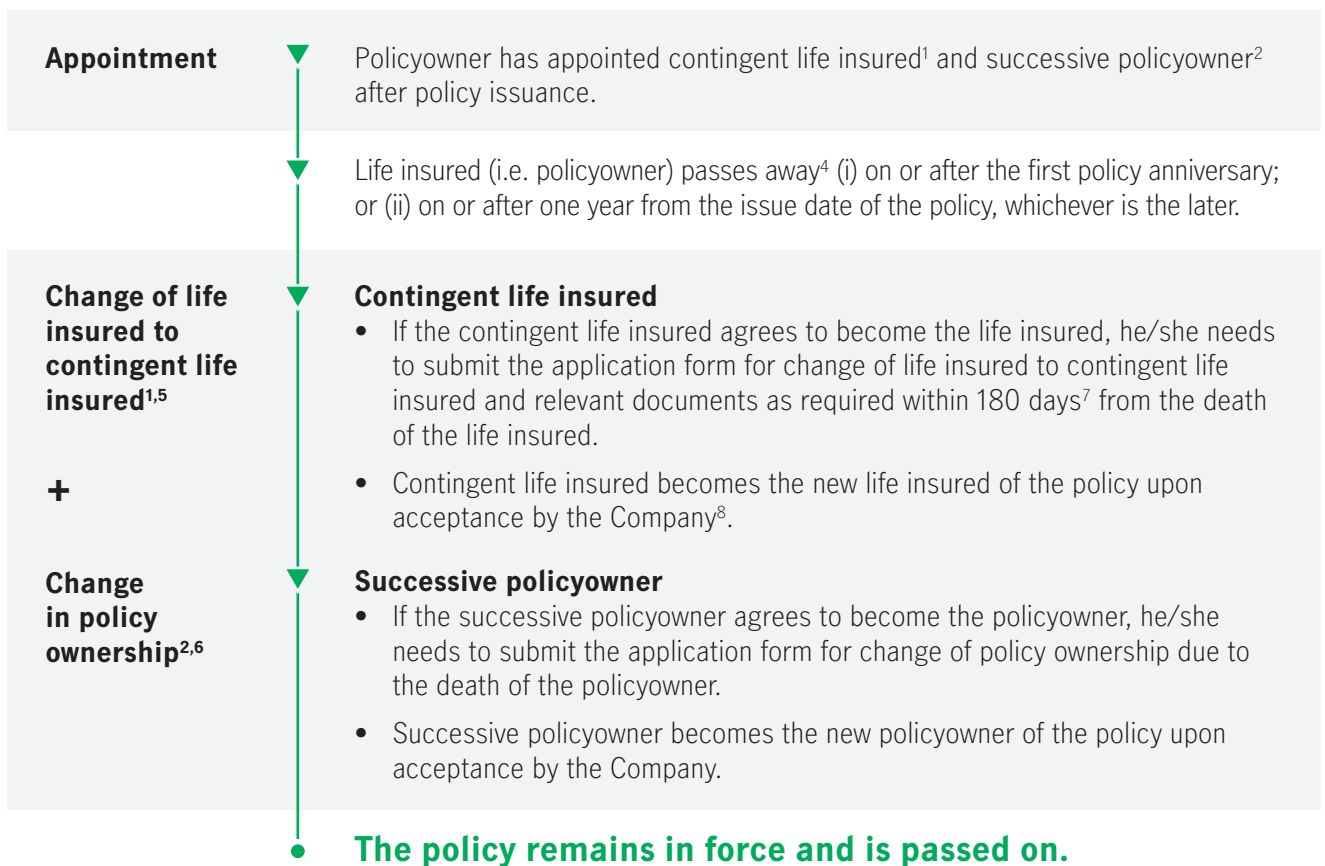 Appointment
Policyowner has appointed contingent life insured¹ and successive policyowner²
after policy issuance.
Life insured (i.e. policyowner) passes away⁴ (i) on or after the first policy anniversary;
or (ii) on or after one year from the issue date of the policy, whichever is the later.
Change of life
insured to
contingent life
insured¹,⁵
Contingent life insured
• If the contingent life insured agrees to become the life insured, he/she needs
to submit the application form for change of life insured to contingent life
insured and relevant documents as required within 180 days⁷ from the death
of the life insured.
+
• Contingent life insured becomes the new life insured of the policy upon
acceptance by the Company⁸.
Change
in policy
ownership²,⁶
Successive policyowner
• If the successive policyowner agrees to become the policyowner, he/she
needs to submit the application form for change of policy ownership due to
the death of the policyowner.
• Successive policyowner becomes the new policyowner of the policy upon
acceptance by the Company.
The policy remains in force and is passed on.